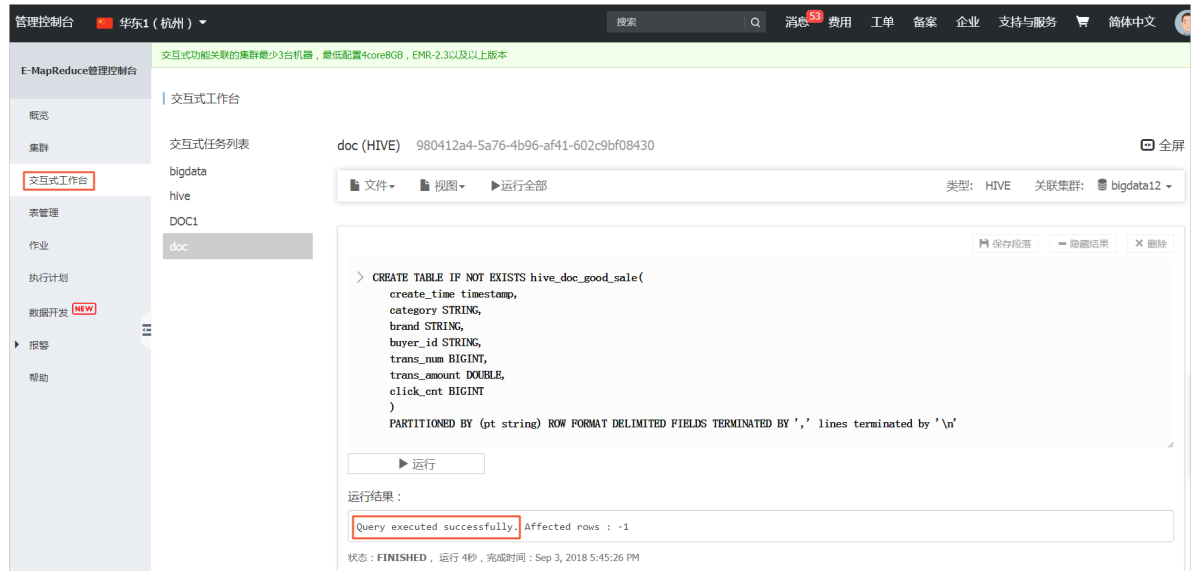 管理控制台 华东1（杭州） 搜索 消息 53 费用 工单 备案 企业 支持与服务 简体中文
E-MapReduce管理控制台
概览
集群
交互式工作台
表管理
作业
执行计划
数据开发 NEW
报警
帮助
交互式功能关联的集群最少3台机器，最低配置4core8GB，EMR-2.3以及以上版本
交互式工作台
交互式任务列表
bigdata
hive
DOC1
doc
doc (HIVE) 980412a4-5a76-4b96-af41-602c9bf08430 全屏
文件 视图 运行全部 类型: HIVE 关联集群: bigdata12
保存段落 隐藏结果 删除
CREATE TABLE IF NOT EXISTS hive_doc_good_sale(
create_time timestamp,
category STRING,
brand STRING,
buyer_id STRING,
trans_num BIGINT,
trans_amount DOUBLE,
click_cnt BIGINT
)
PARTITIONED BY (pt string) ROW FORMAT DELIMITED FIELDS TERMINATED BY ',' lines terminated by '\n'
运行
运行结果：
Query executed successfully. Affected rows : -1
状态：FINISHED， 运行 4秒，完成时间：Sep 3, 2018 5:45:26 PM